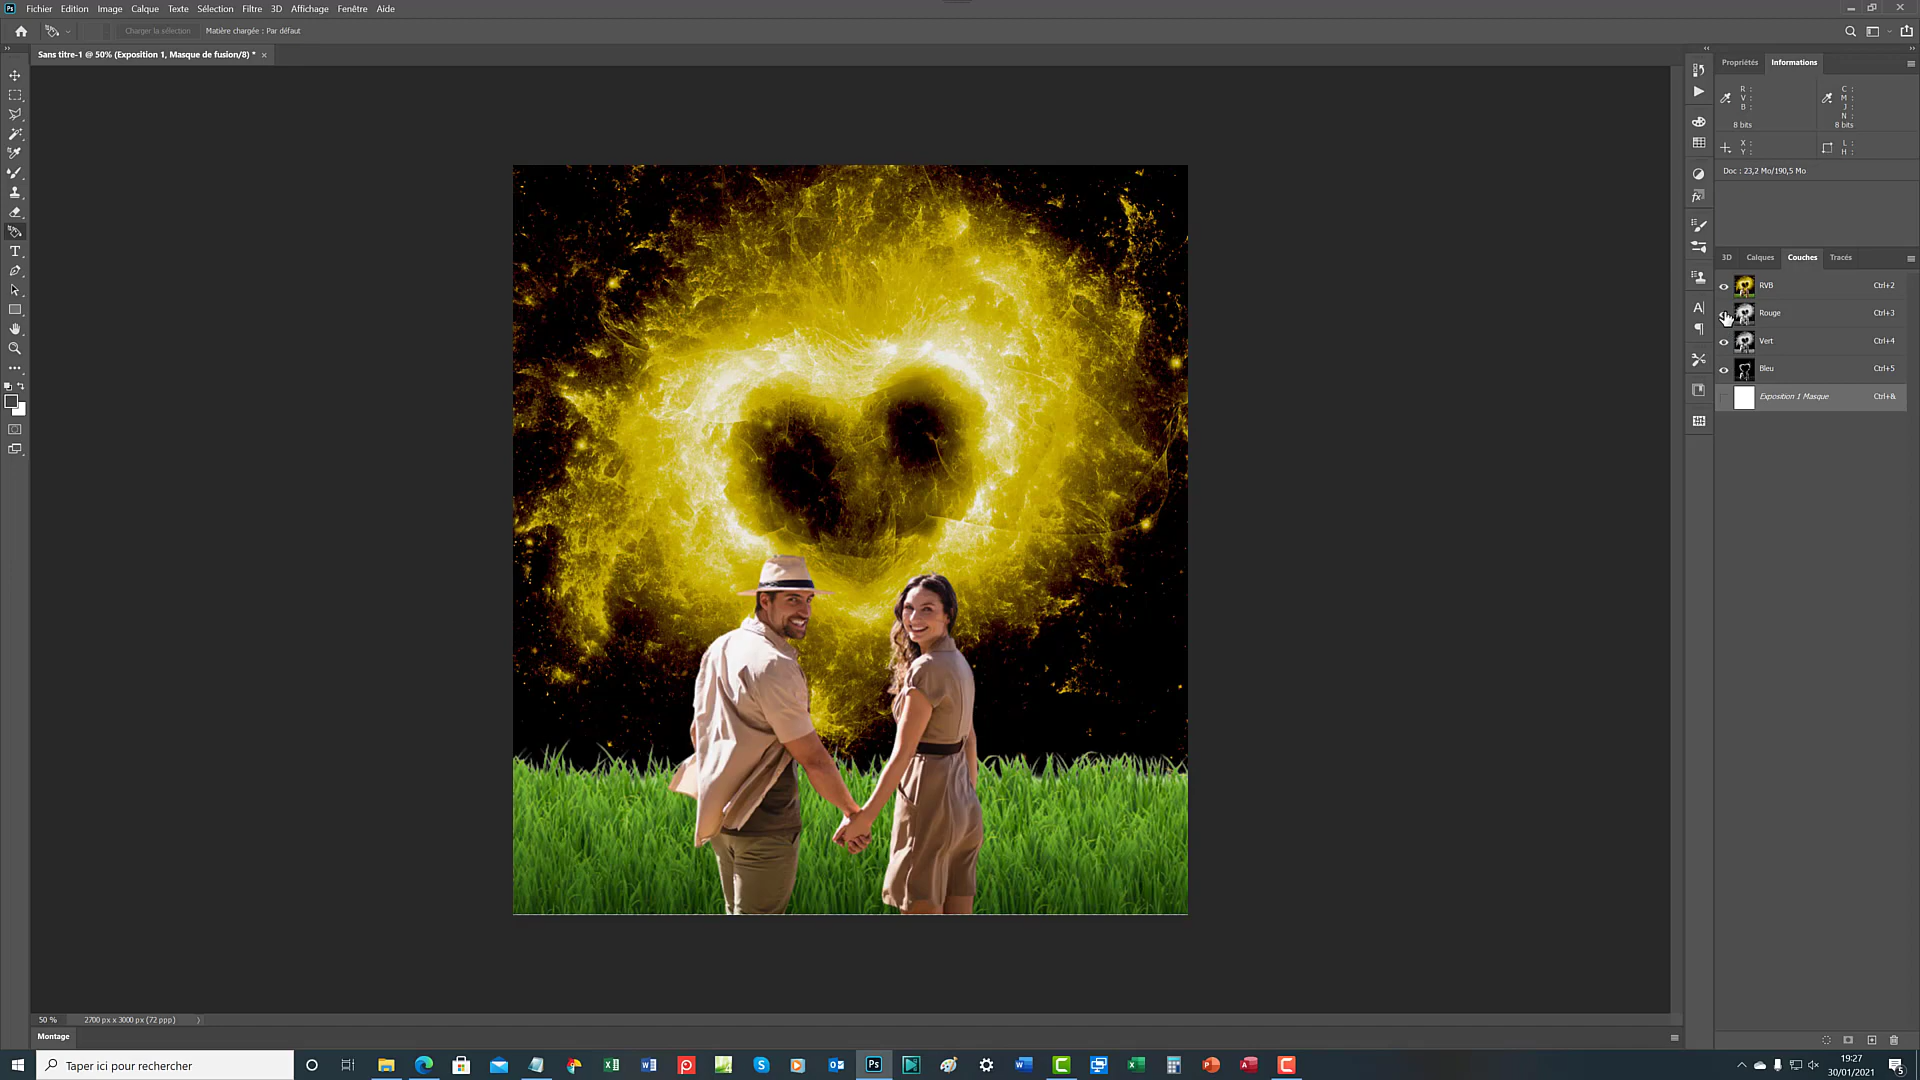 Fichier Edition Image Calque Texte Sélection Filtre 3D Affichage Fenêtre Aide
Charger la sélection Matière chargée : Par défaut
Sans titre-1 @ 50% (Exposition 1, Masque de fusion/8) *
Propriétés Informations
R :
V :
B :
8 bits
C :
M :
J :
N :
8 bits
X :
Y :
L :
H :
Doc : 23,2 Mo/190,5 Mo
3D Calques Couches Tracés
RVB Ctrl+2
Rouge Ctrl+3
Vert Ctrl+4
Bleu Ctrl+5
Exposition 1 Masque Ctrl+&
50 % 2700 px x 3000 px (72 ppp)
Montage
Taper ici pour rechercher
19:27
30/01/2021
5